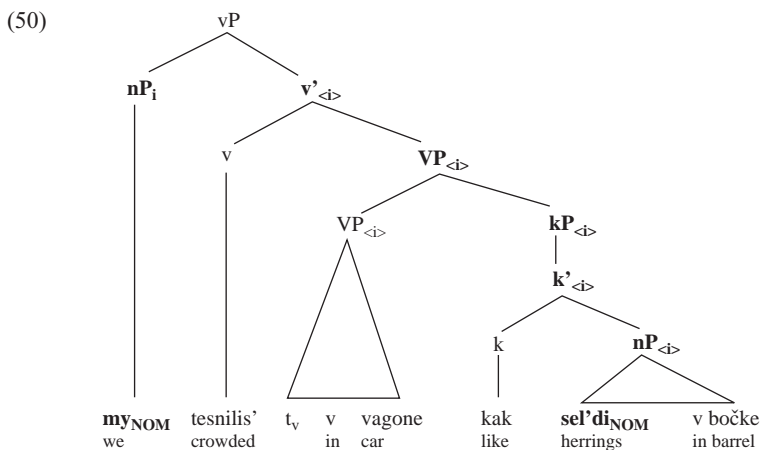 (50)
vP
nPi v'<i>
v VP<i>
VP<i> kP<i>
k'<i>
k nP<i>
myNOM tesnilis' tv v vagone kak sel'diNOM v bočke
we crowded in car like herrings in barrel